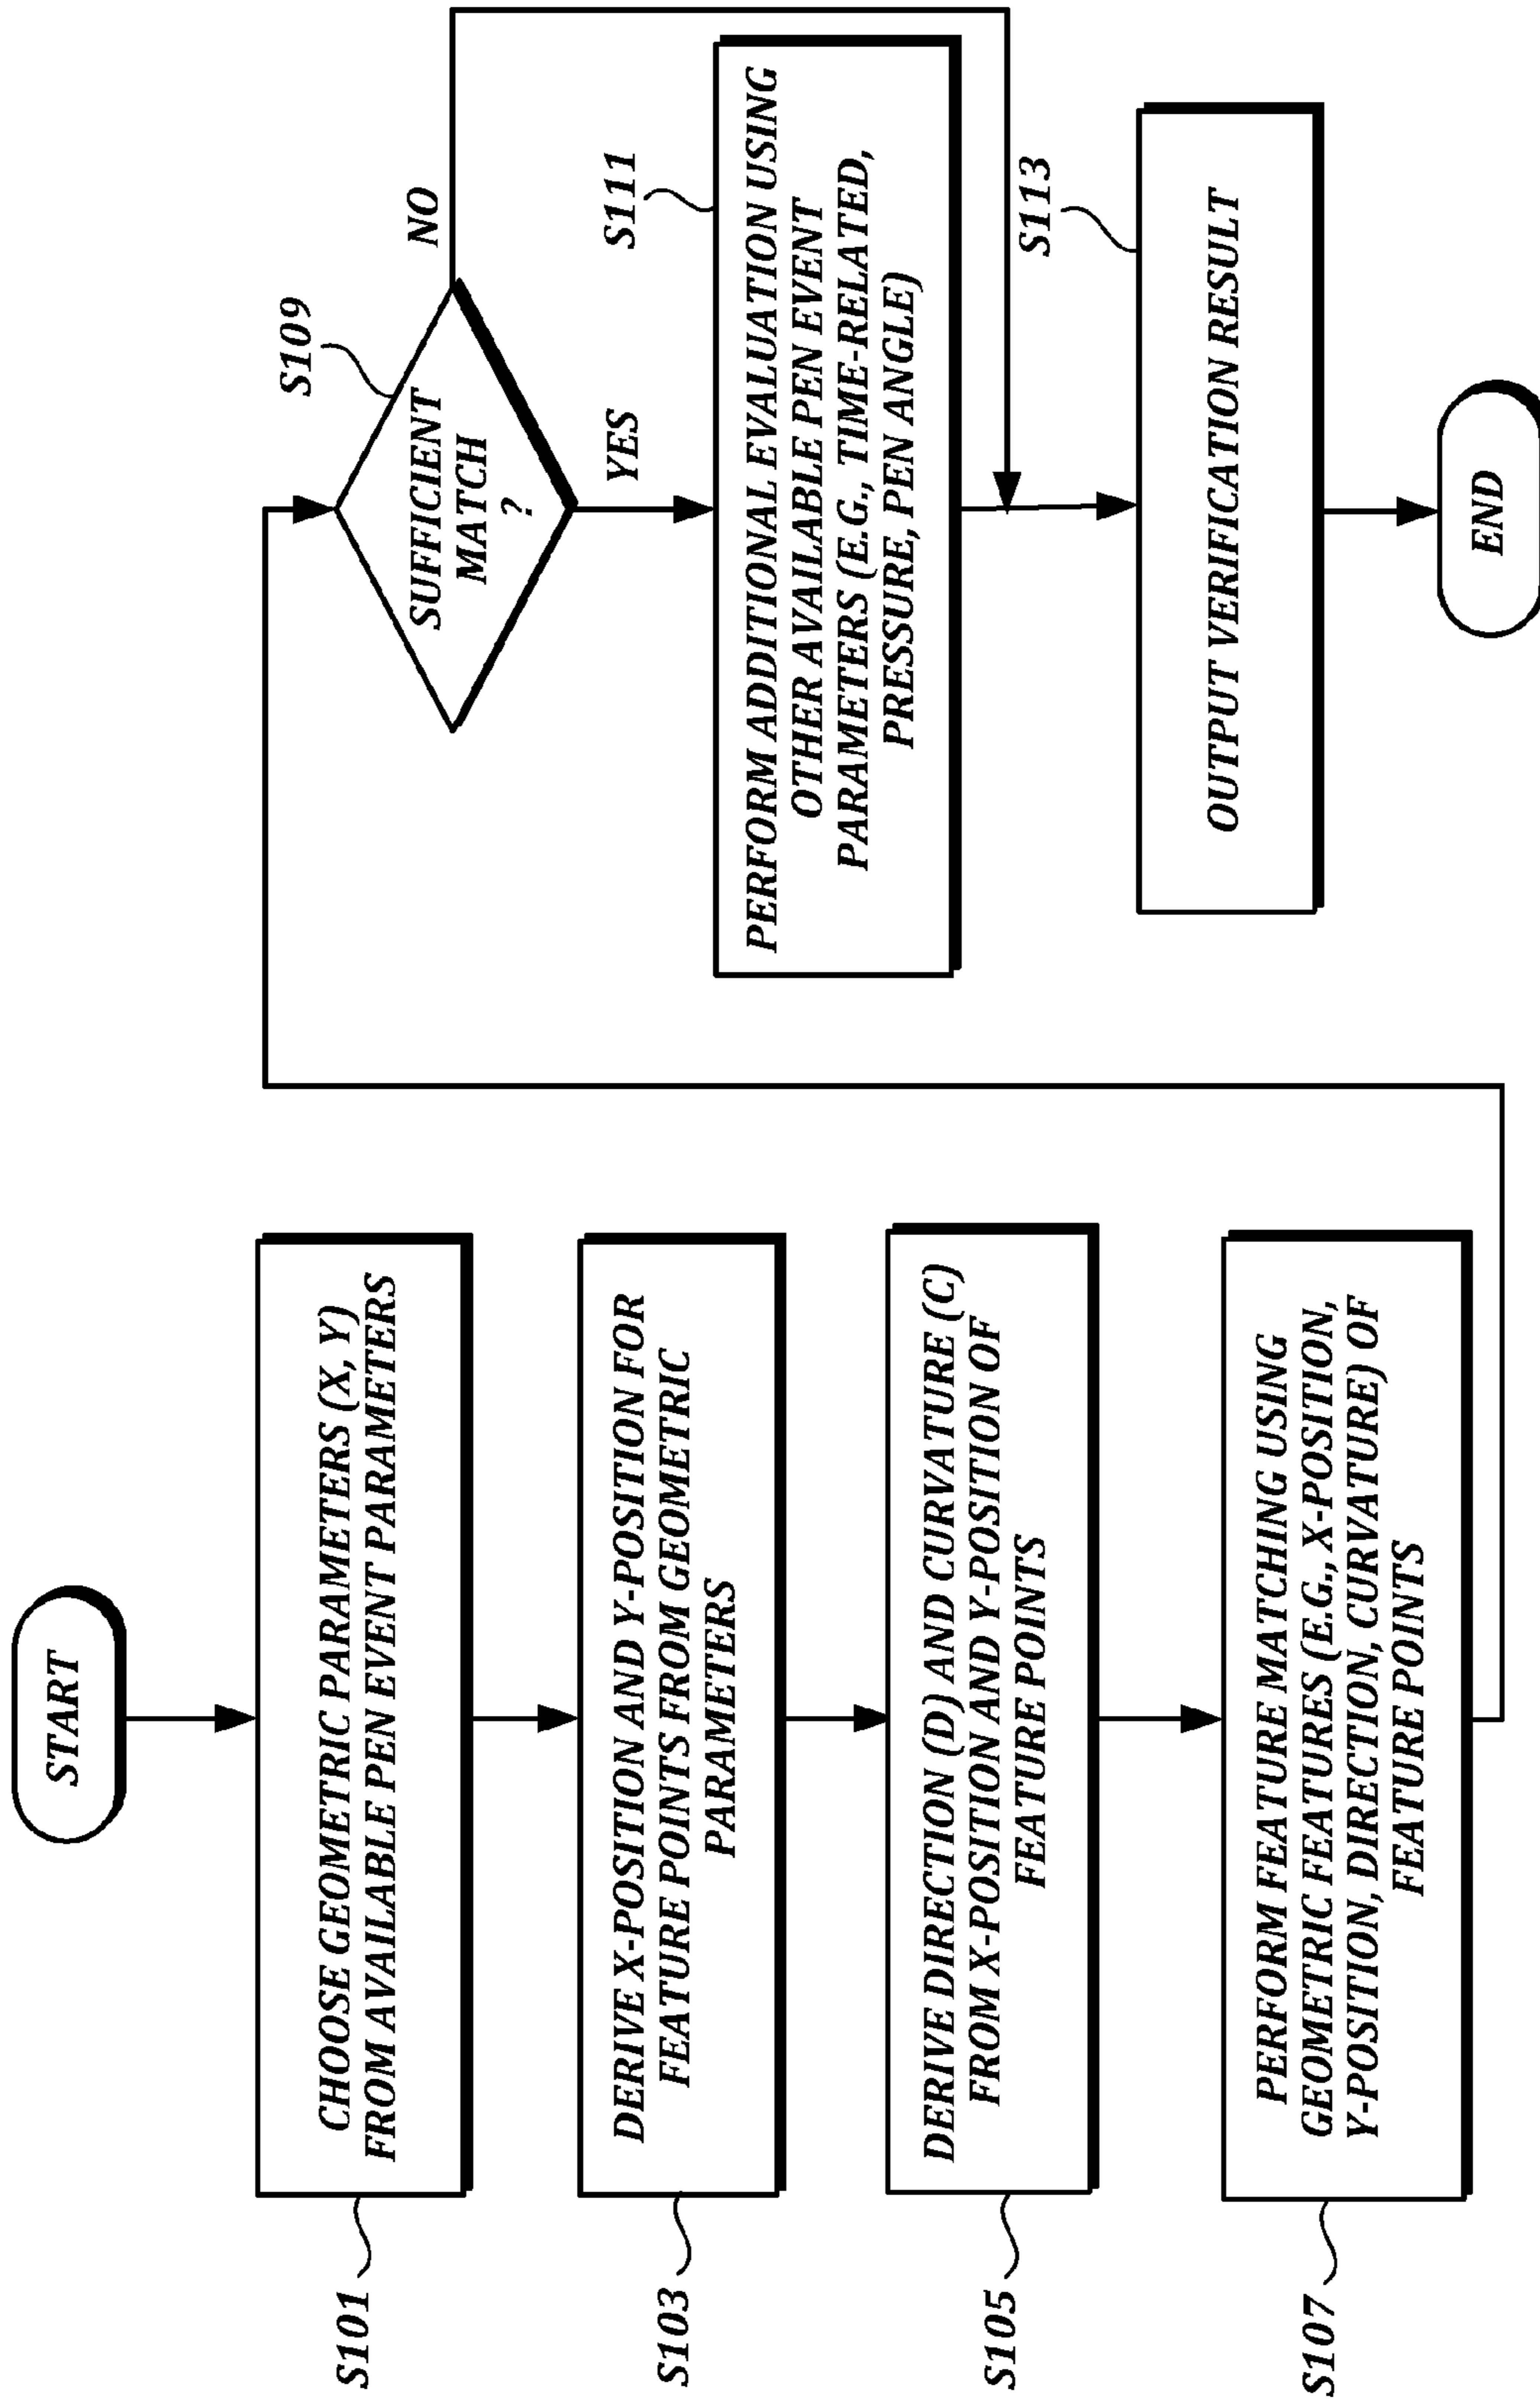 START
CHOOSE GEOMETRIC PARAMETERS (X, Y)
FROM AVAILABLE PEN EVENT PARAMETERS
S101
DERIVE X-POSITION AND Y-POSITION FOR
FEATURE POINTS FROM GEOMETRIC
PARAMETERS
S103
DERIVE DIRECTION (D) AND CURVATURE (C)
FROM X-POSITION AND Y-POSITION OF
FEATURE POINTS
S105
PERFORM FEATURE MATCHING USING
GEOMETRIC FEATURES (E.G., X-POSITION,
Y-POSITION, DIRECTION, CURVATURE) OF
FEATURE POINTS
S107
S109
SUFFICIENT
MATCH
?
NO
YES
S111
PERFORM ADDITIONAL EVALUATION USING
OTHER AVAILABLE PEN EVENT
PARAMETERS (E.G., TIME-RELATED,
PRESSURE, PEN ANGLE)
S113
OUTPUT VERIFICATION RESULT
END